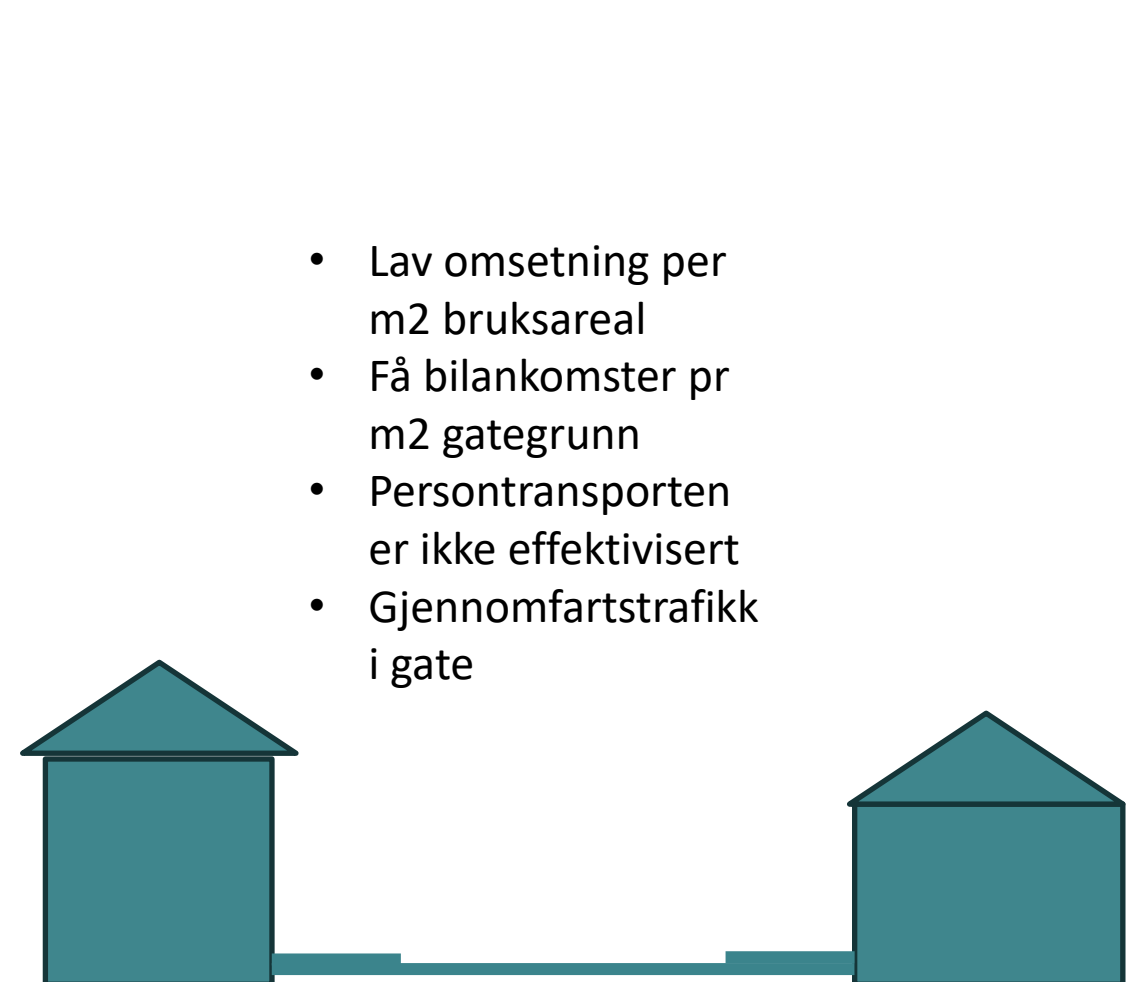 • Lav omsetning per
m2 bruksareal
• Få bilankomster pr
m2 gategrunn
• Persontransporten
er ikke effektivisert
• Gjennomfartstrafikk
i gate